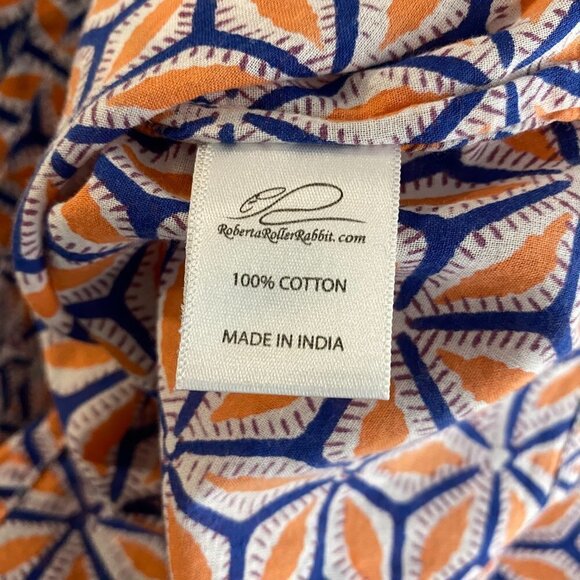 RobertaRollerRabbit.com
100% COTTON
MADE IN INDIA